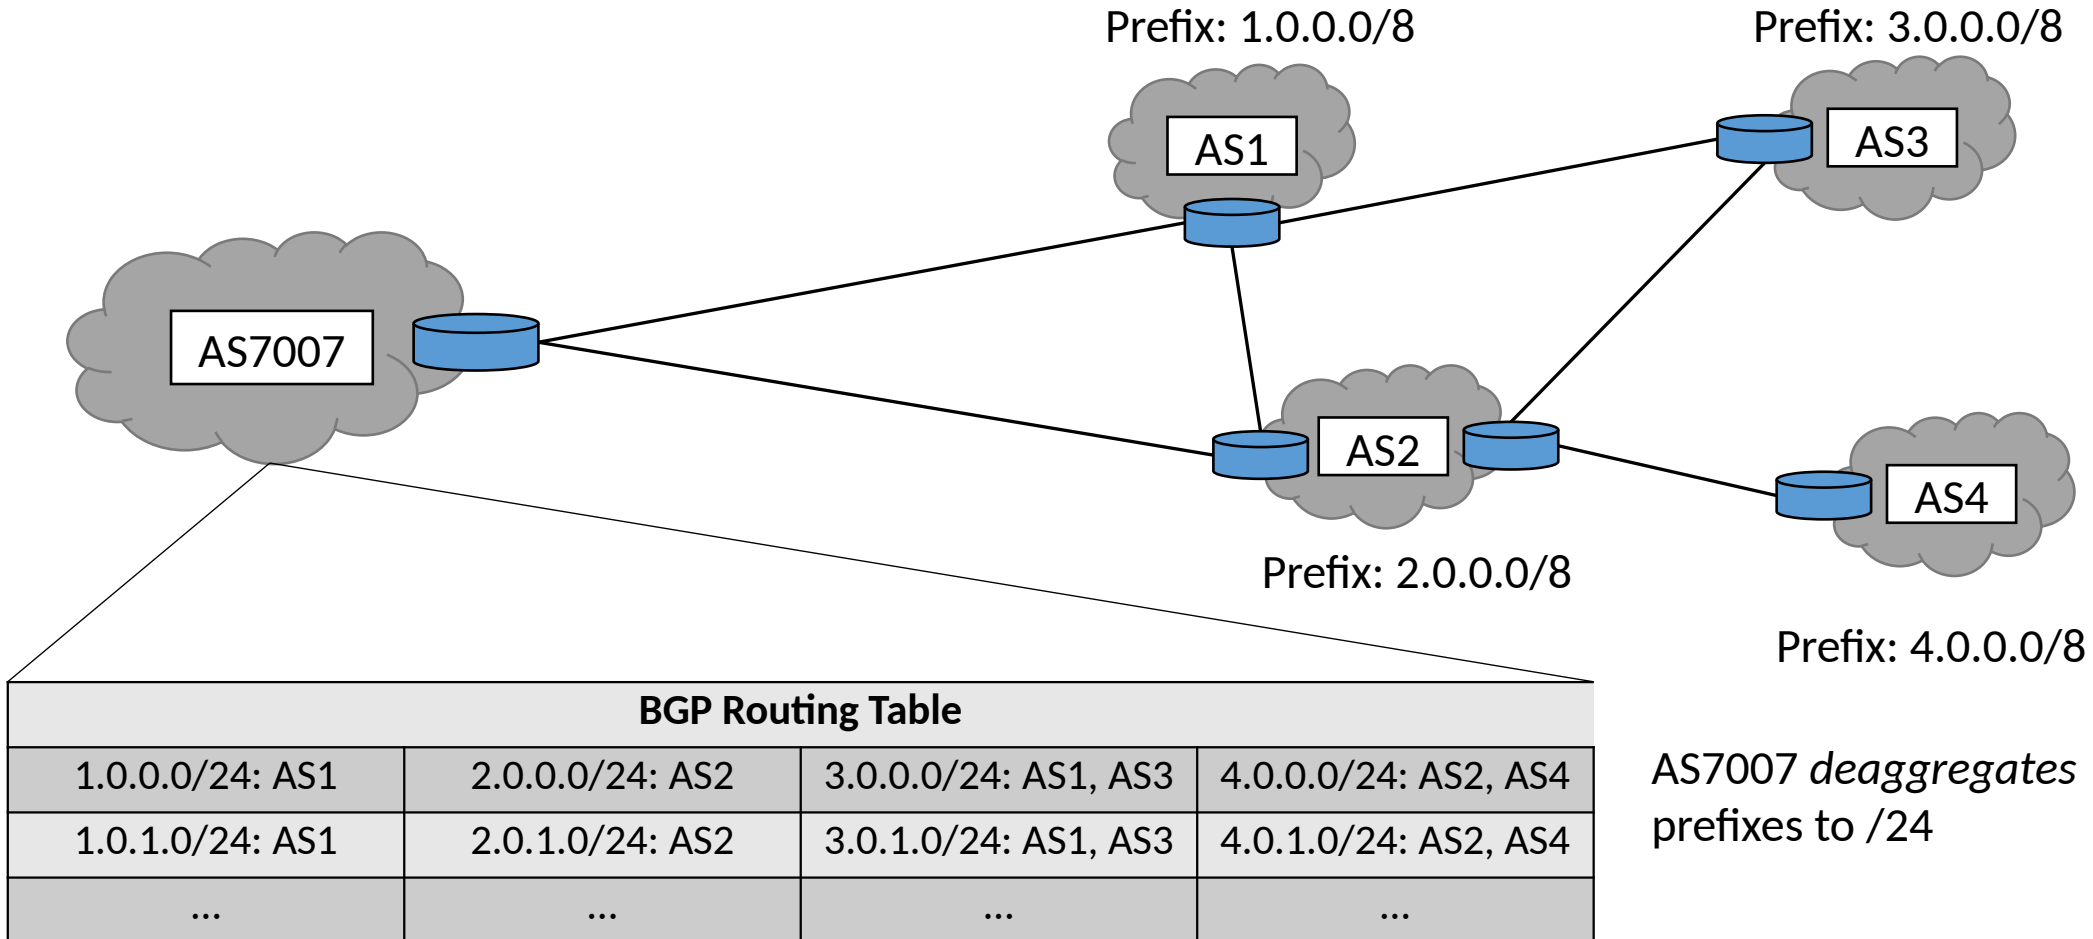 Prefix: 1.0.0.0/8
Prefix: 3.0.0.0/8
AS1
AS3
AS7007
AS2
AS4
Prefix: 2.0.0.0/8
Prefix: 4.0.0.0/8
BGP Routing Table
1.0.0.0/24: AS1 2.0.0.0/24: AS2 3.0.0.0/24: AS1, AS3 4.0.0.0/24: AS2, AS4
1.0.1.0/24: AS1 2.0.1.0/24: AS2 3.0.1.0/24: AS1, AS3 4.0.1.0/24: AS2, AS4
... ... ... ...
AS7007 deaggregates
prefixes to /24